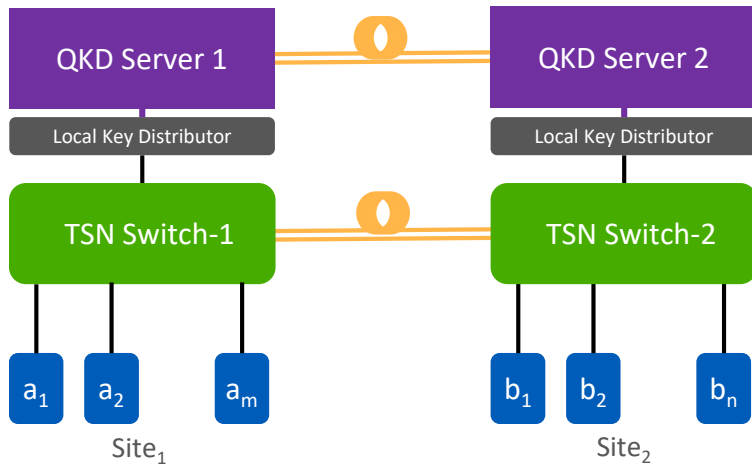 QKD Server 1
QKD Server 2
Local Key Distributor
Local Key Distributor
TSN Switch-1
TSN Switch-2
a₁
a₂
aₘ
b₁
b₂
bₙ
Site₁
Site₂